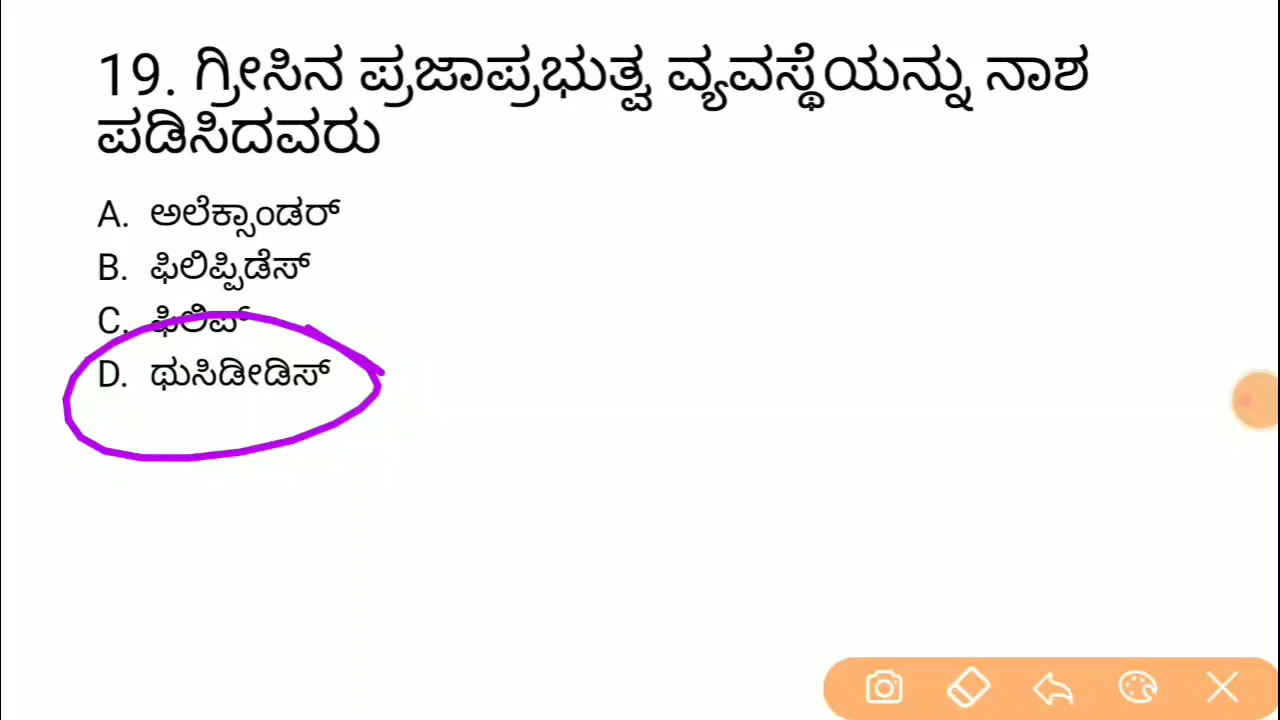 19. ಗ್ರೀಸಿನ ಪ್ರಜಾಪ್ರಭುತ್ವ ವ್ಯವಸ್ಥೆಯನ್ನು ನಾಶ
ಪಡಿಸಿದವರು
A. ಅಲೆಕ್ಸಾಂಡರ್
B. ಫಿಲಿಪ್ಪಿಡೆಸ್
C. ಫಿಲಿಪ್
D. ಥುಸಿಡೀಡಿಸ್